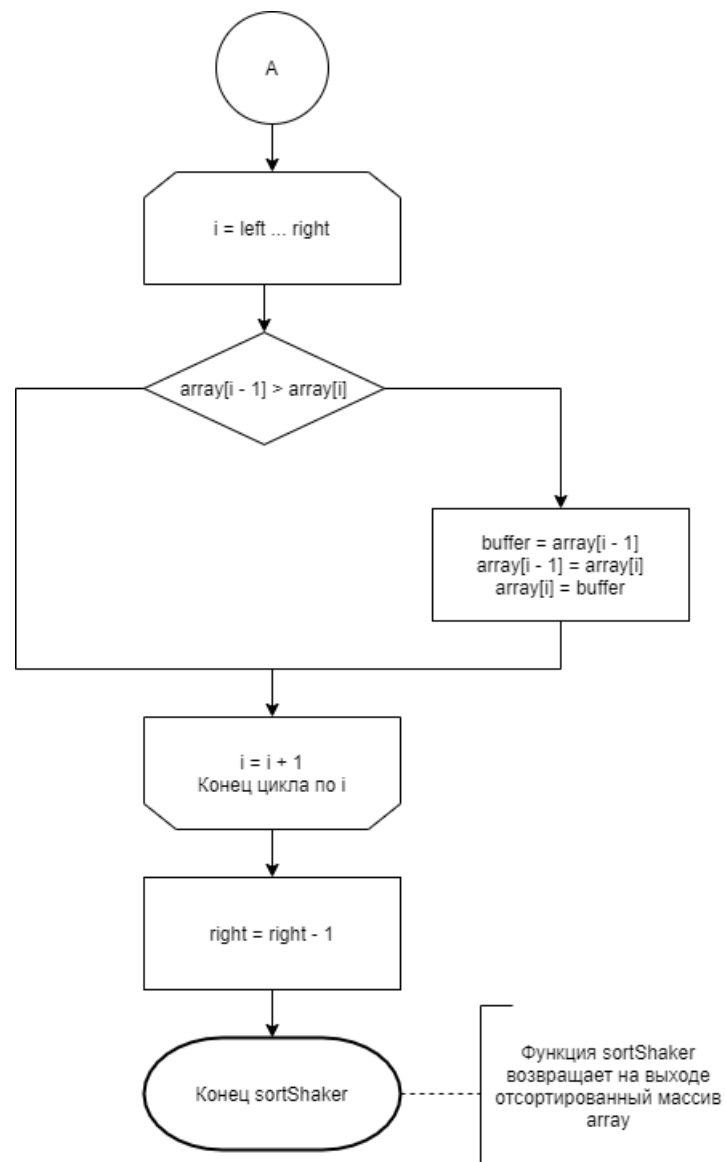 A
i = left ... right
array[i - 1] > array[i]
buffer = array[i - 1]
array[i - 1] = array[i]
array[i] = buffer
i = i + 1
Конец цикла по i
right = right - 1
Конец sortShaker
Функция sortShaker
возвращает на выходе
отсортированный массив
array